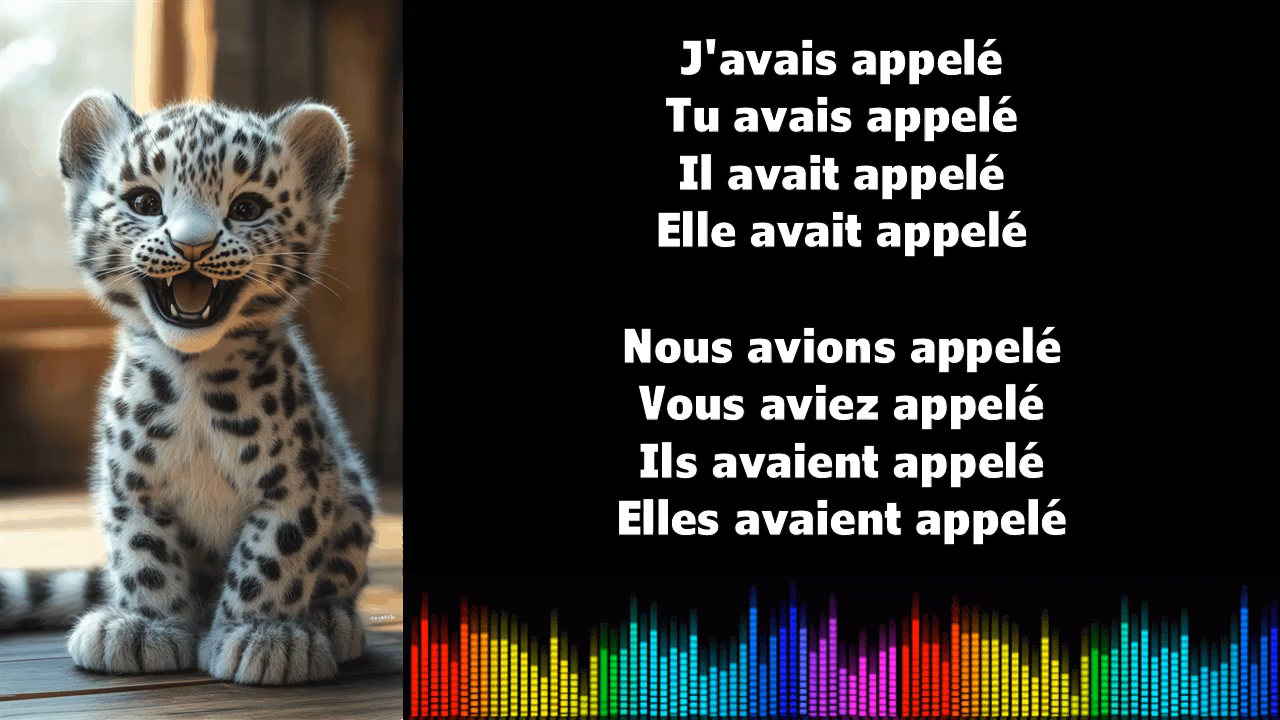 J'avais appelé
Tu avais appelé
Il avait appelé
Elle avait appelé
Nous avions appelé
Vous aviez appelé
Ils avaient appelé
Elles avaient appelé